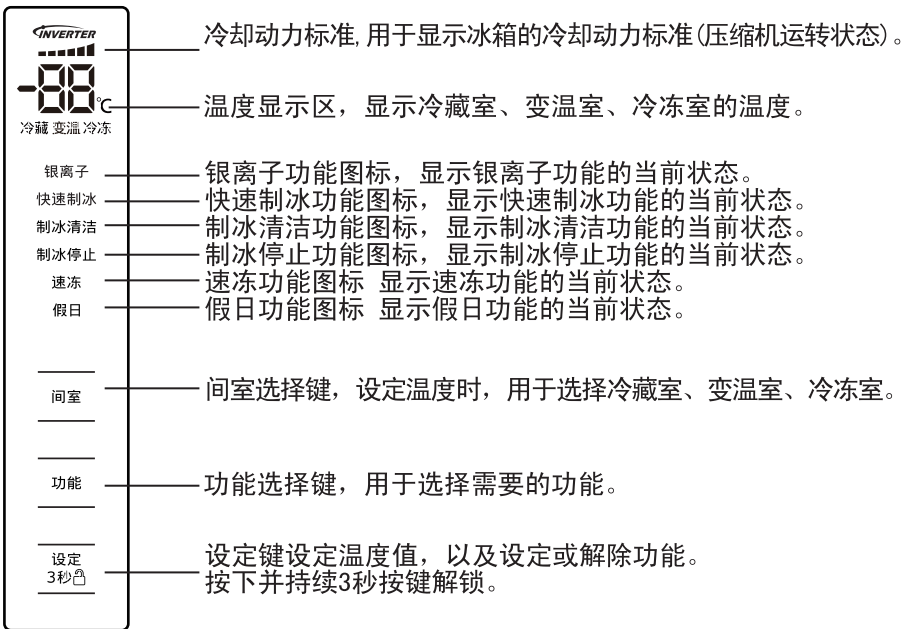 INVERTER
冷却动力标准,用于显示冰箱的冷却动力标准(压缩机运转状态)。
-88℃
温度显示区，显示冷藏室、变温室、冷冻室的温度。
冷藏 变温 冷冻
银离子
银离子功能图标，显示银离子功能的当前状态。
快速制冰
快速制冰功能图标，显示快速制冰功能的当前状态。
制冰清洁
制冰清洁功能图标，显示制冰清洁功能的当前状态。
制冰停止
制冰停止功能图标，显示制冰停止功能的当前状态。
速冻
速冻功能图标 显示速冻功能的当前状态。
假日
假日功能图标 显示假日功能的当前状态。
间室
间室选择键，设定温度时，用于选择冷藏室、变温室、冷冻室。
功能
功能选择键，用于选择需要的功能。
设定
3秒
设定键设定温度值，以及设定或解除功能。
按下并持续3秒按键解锁。